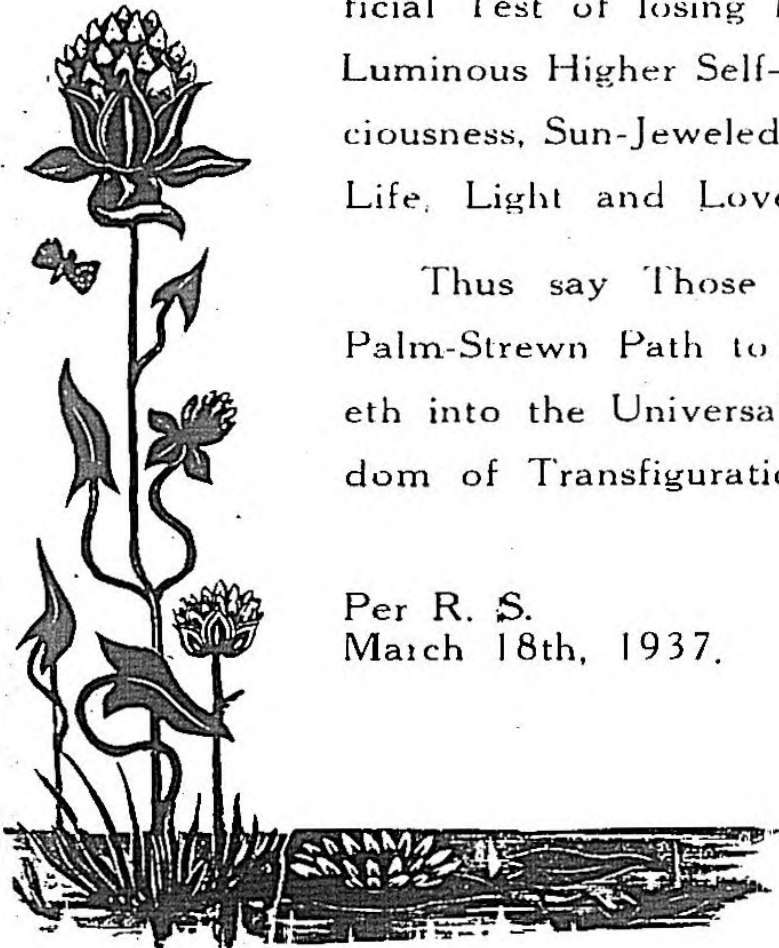 ficial Test of losing
Luminous Higher Self-
ciousness, Sun-Jeweled
Life, Light and Love
Thus say Those
Palm-Strewn Path to
eth into the Universa
dom of Transfiguratio
Per R. S.
March 18th, 1937.